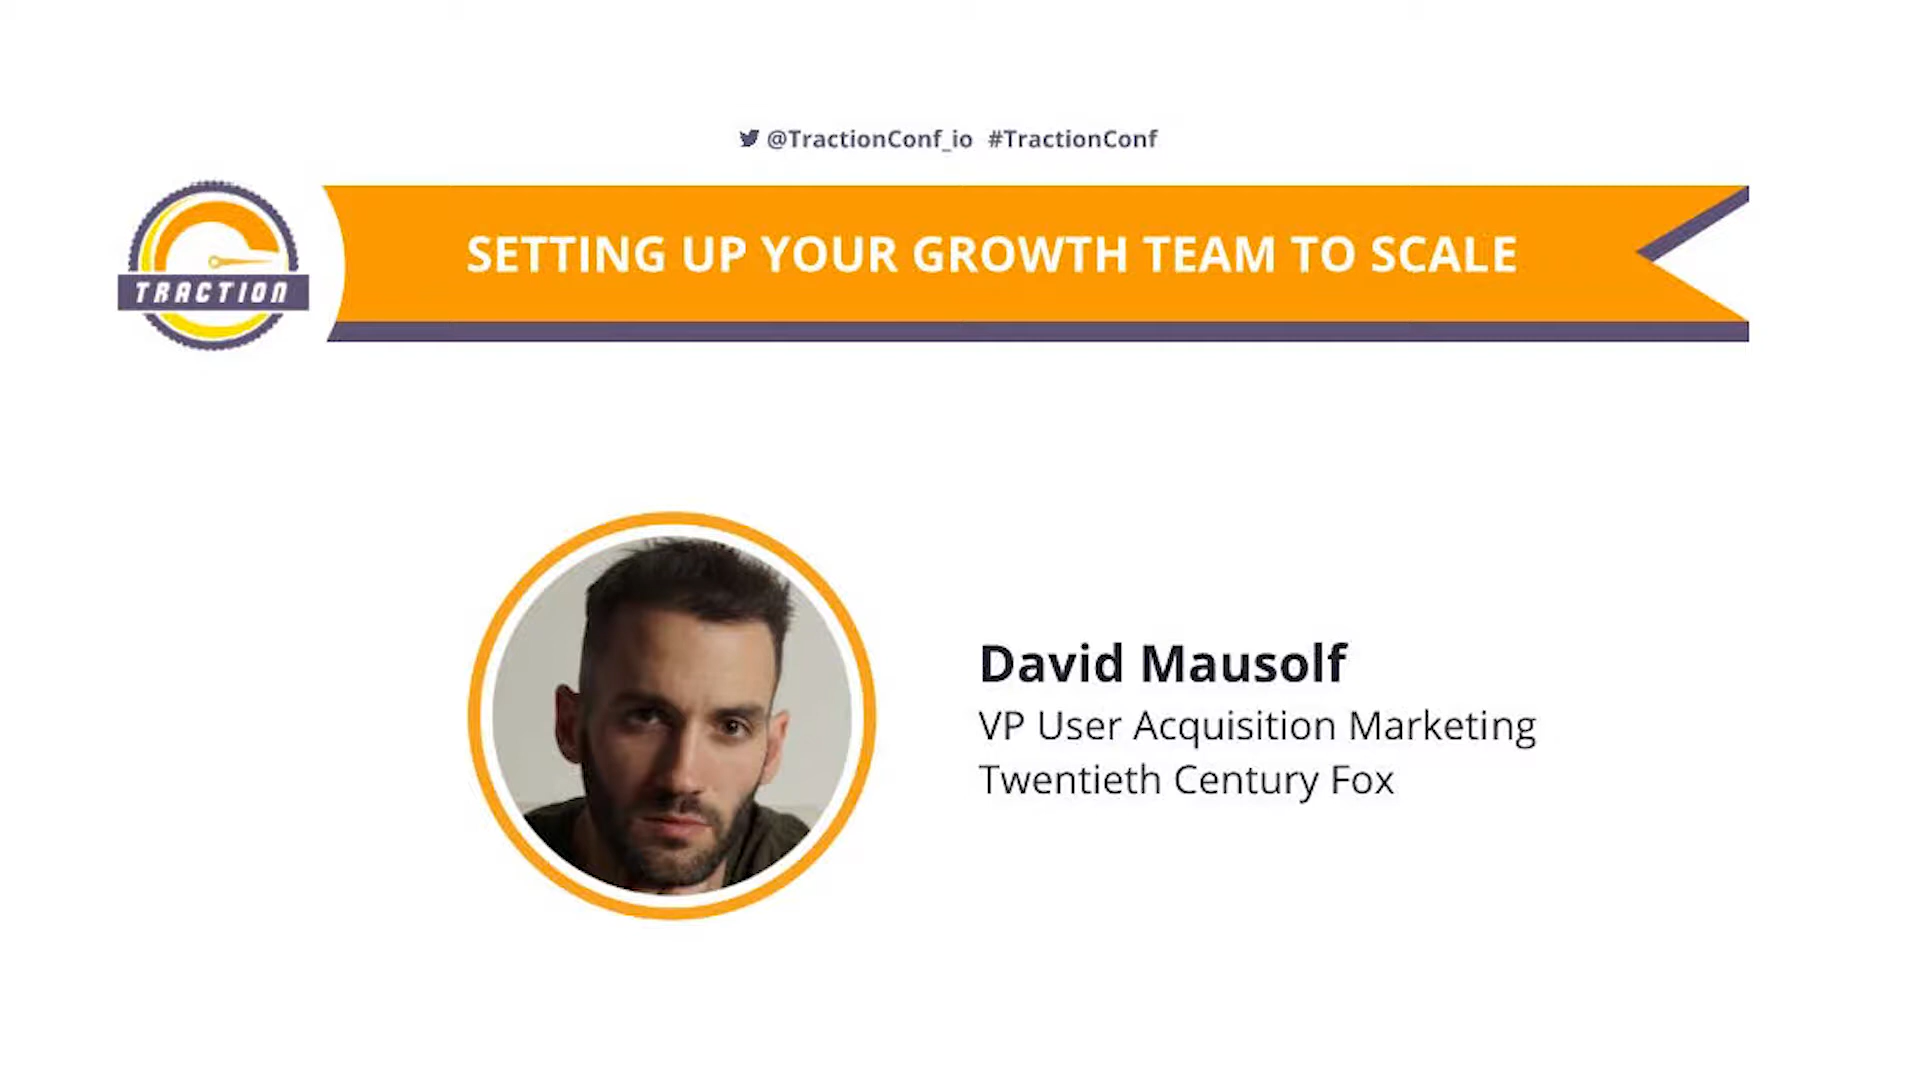 @TractionConf_io #TractionConf
TRACTION
SETTING UP YOUR GROWTH TEAM TO SCALE
David Mausolf
VP User Acquisition Marketing
Twentieth Century Fox